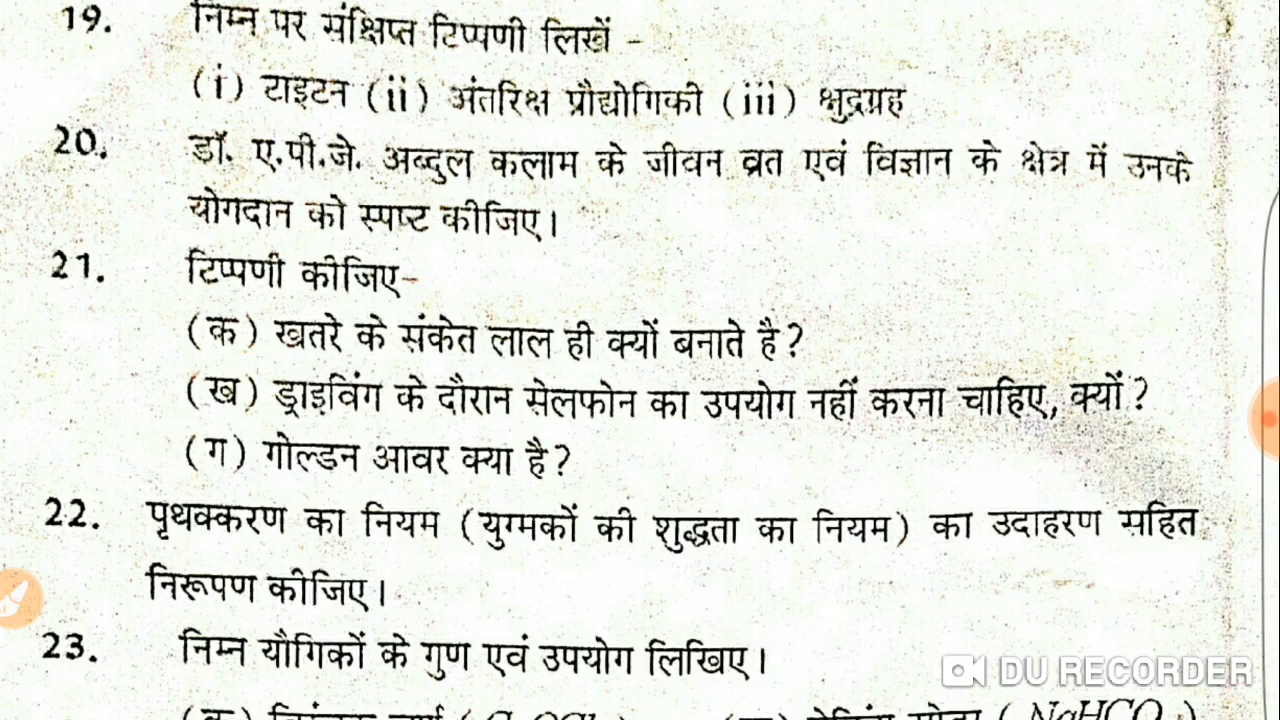 19. निम्न पर संक्षिप्त टिप्पणी लिखें -
(i) टाइटन (ii) अंतरिक्ष प्रौद्योगिकी (iii) क्षुद्रग्रह
20. डॉ. ए.पी.जे. अब्दुल कलाम के जीवन व्रत एवं विज्ञान के क्षेत्र में उनके
योगदान को स्पष्ट कीजिए।
21. टिप्पणी कीजिए-
(क) खतरे के संकेत लाल ही क्यों बनाते है?
(ख) ड्राइविंग के दौरान सेलफोन का उपयोग नहीं करना चाहिए, क्यों?
(ग) गोल्डन आवर क्या है?
22. पृथक्करण का नियम (युग्मकों की शुद्धता का नियम) का उदाहरण सहित
निरूपण कीजिए।
23. निम्न यौगिकों के गुण एवं उपयोग लिखिए।
DU RECORDER